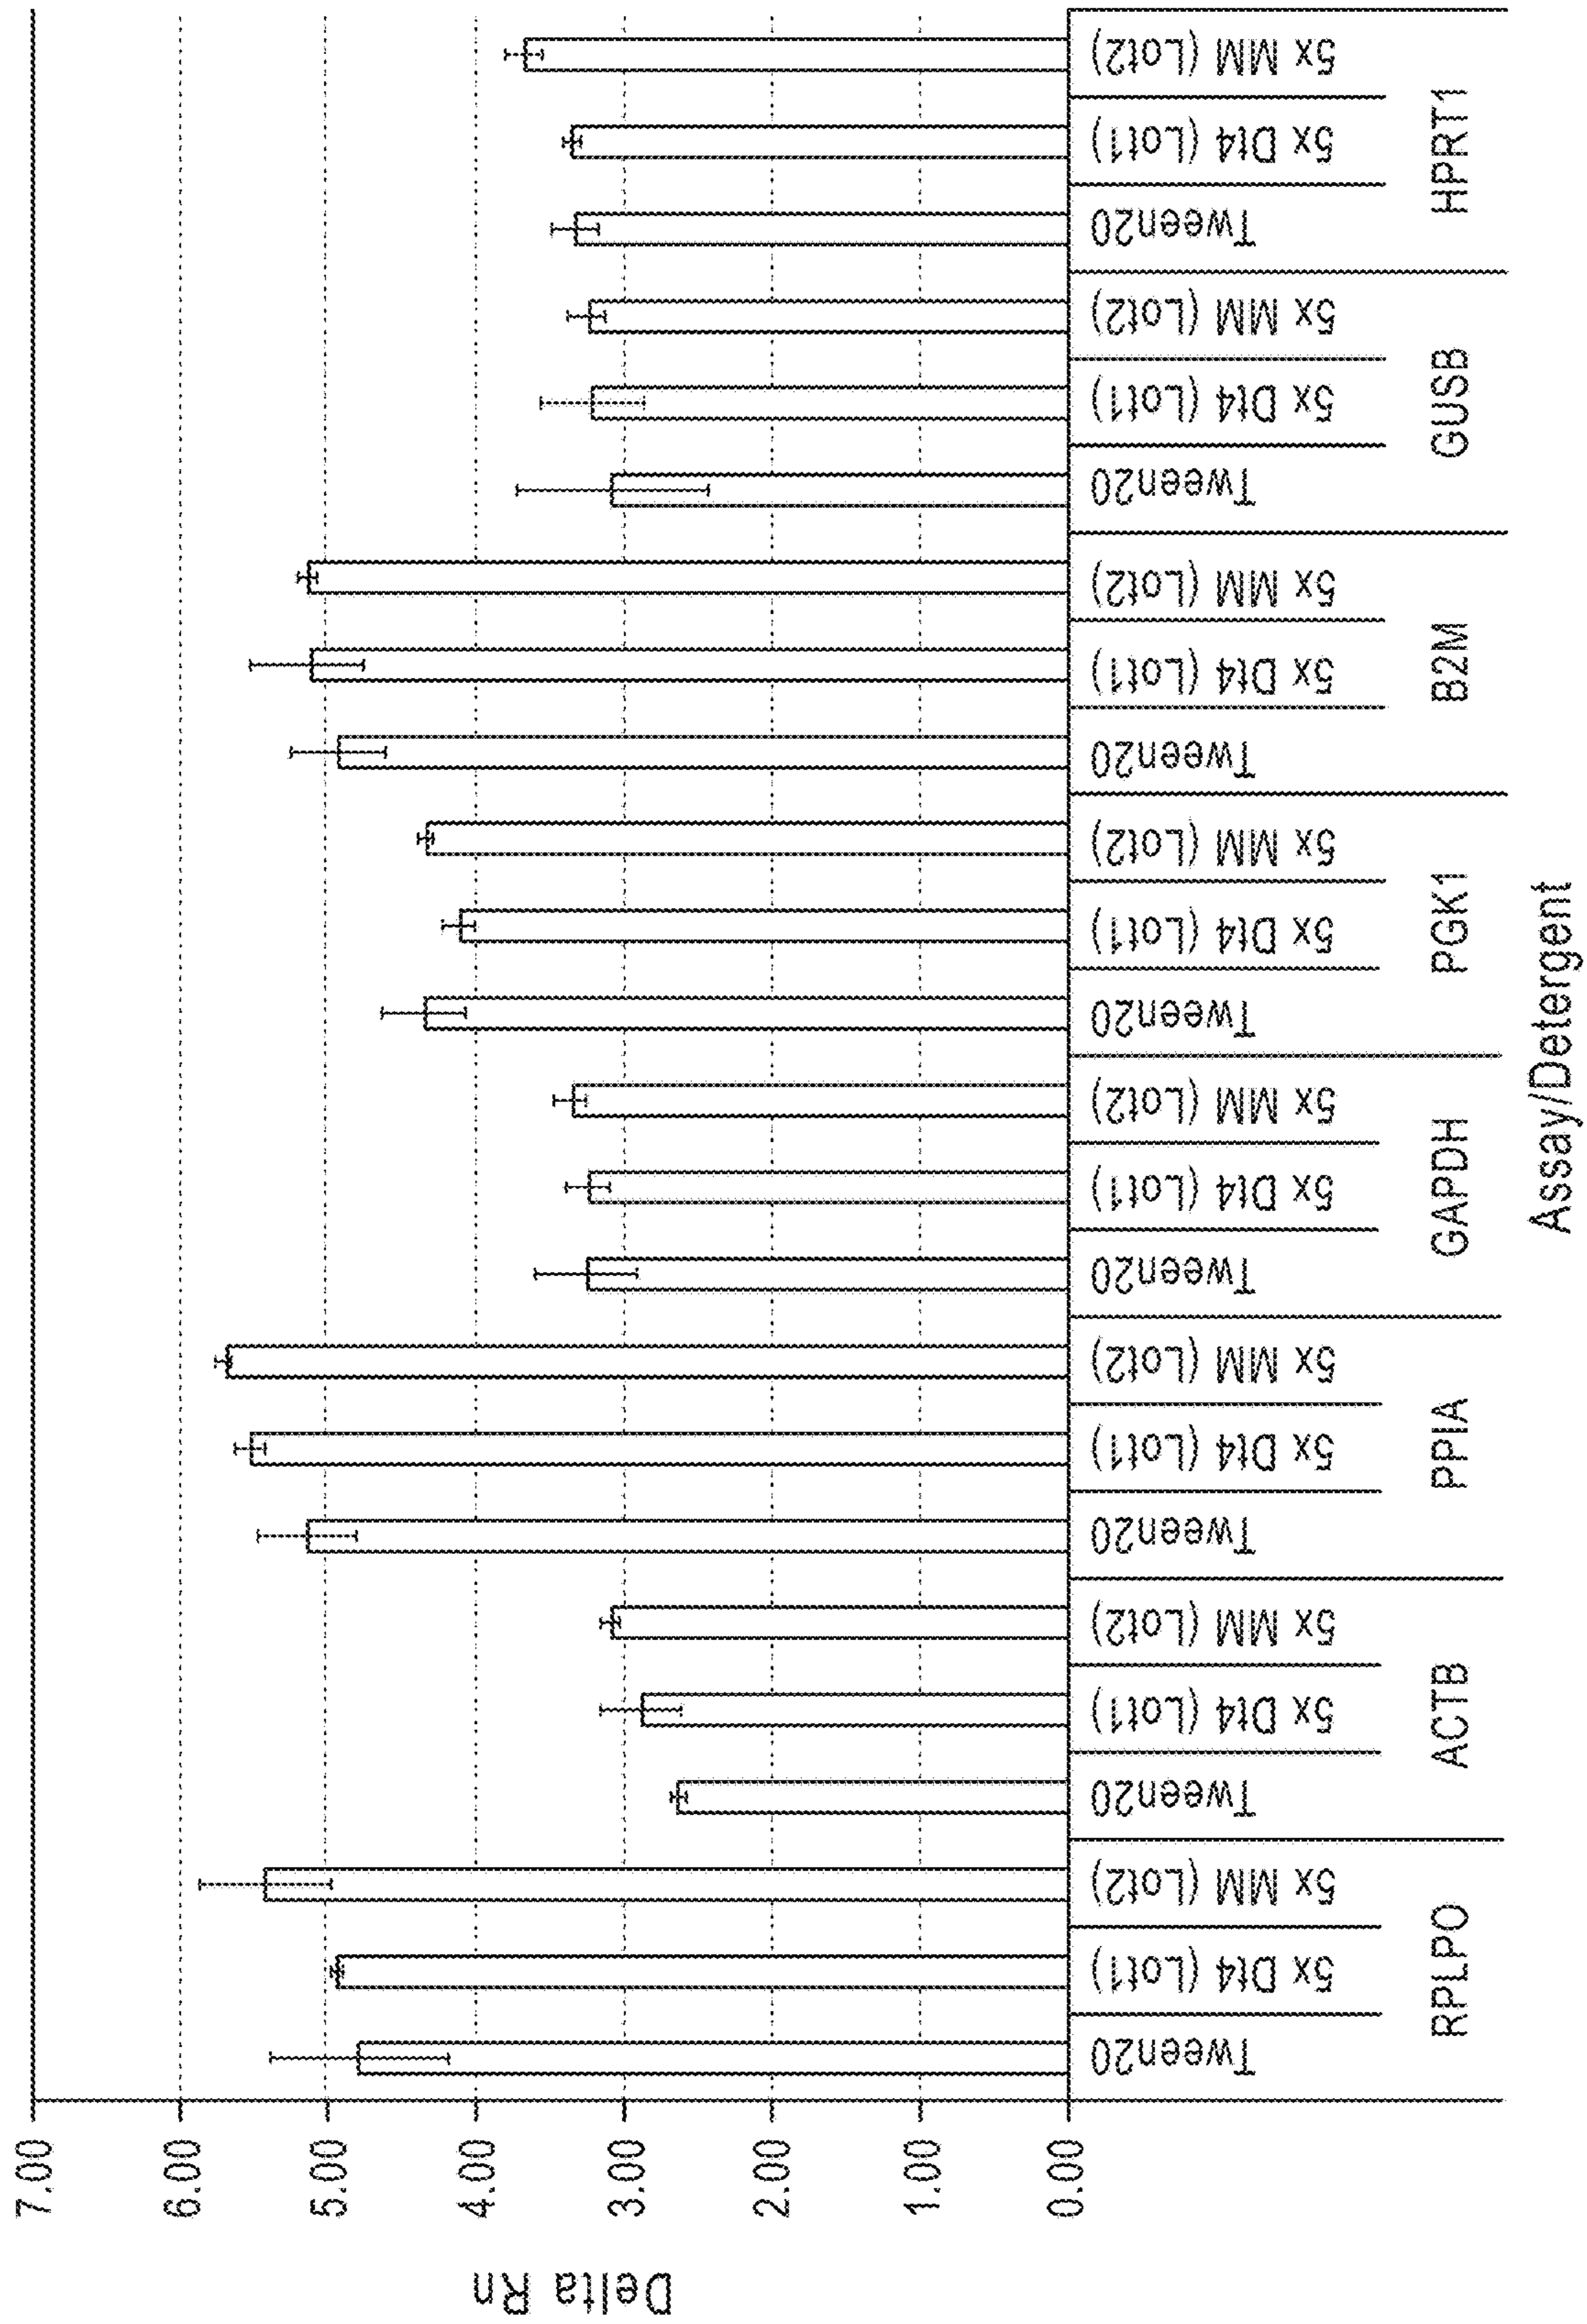 Delta Rn
7.00
6.00
5.00
4.00
3.00
2.00
1.00
0.00
Tween20
5x Dt4 (Lot1)
5x MM (Lot2)
Tween20
5x Dt4 (Lot1)
5x MM (Lot2)
Tween20
5x Dt4 (Lot1)
5x MM (Lot2)
Tween20
5x Dt4 (Lot1)
5x MM (Lot2)
Tween20
5x Dt4 (Lot1)
5x MM (Lot2)
Tween20
5x Dt4 (Lot1)
5x MM (Lot2)
Tween20
5x Dt4 (Lot1)
5x MM (Lot2)
Tween20
5x Dt4 (Lot1)
5x MM (Lot2)
RPLPO
ACTB
PPIA
GAPDH
PGK1
B2M
GUSB
HPRT1
Assay/Detergent